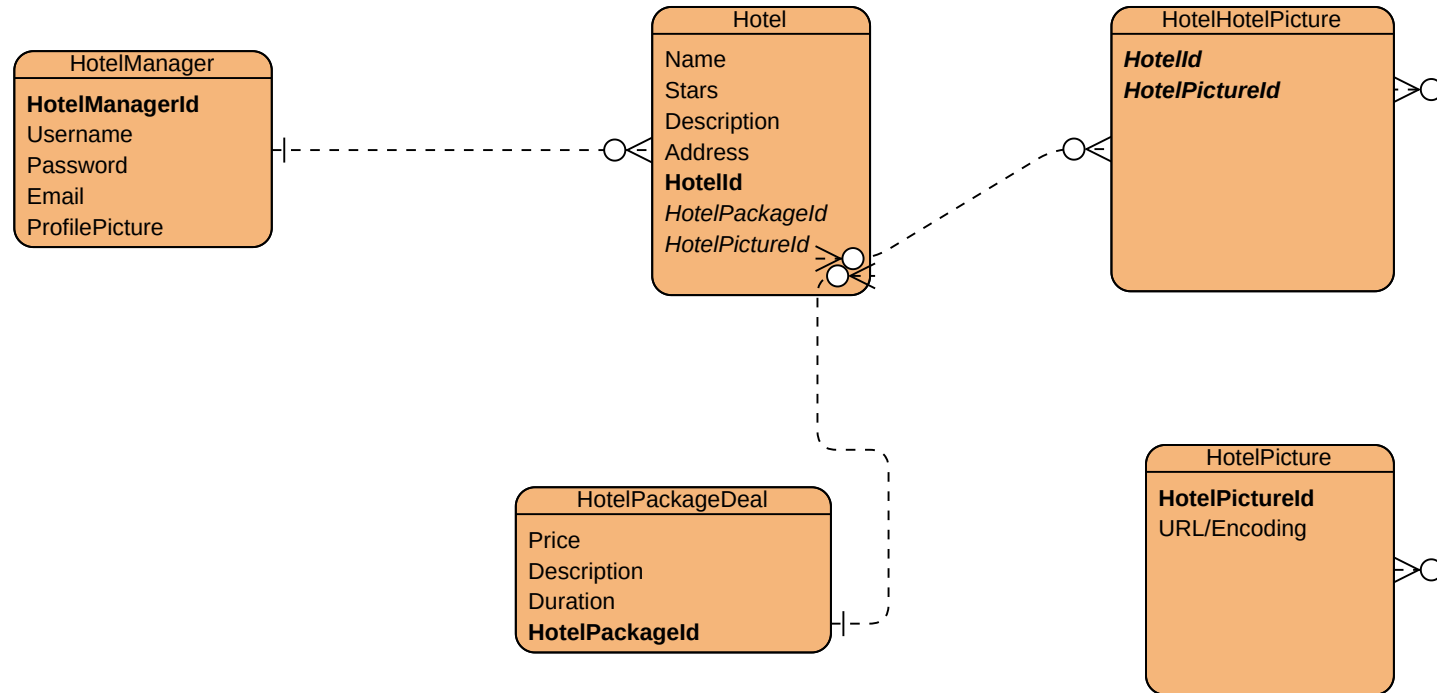 HotelManager
HotelManagerId
Username
Password
Email
ProfilePicture
Hotel
Name
Stars
Description
Address
HotelId
HotelPackageId
HotelPictureId
HotelHotelPicture
HotelId
HotelPictureId
HotelPackageDeal
Price
Description
Duration
HotelPackageId
HotelPicture
HotelPictureId
URL/Encoding